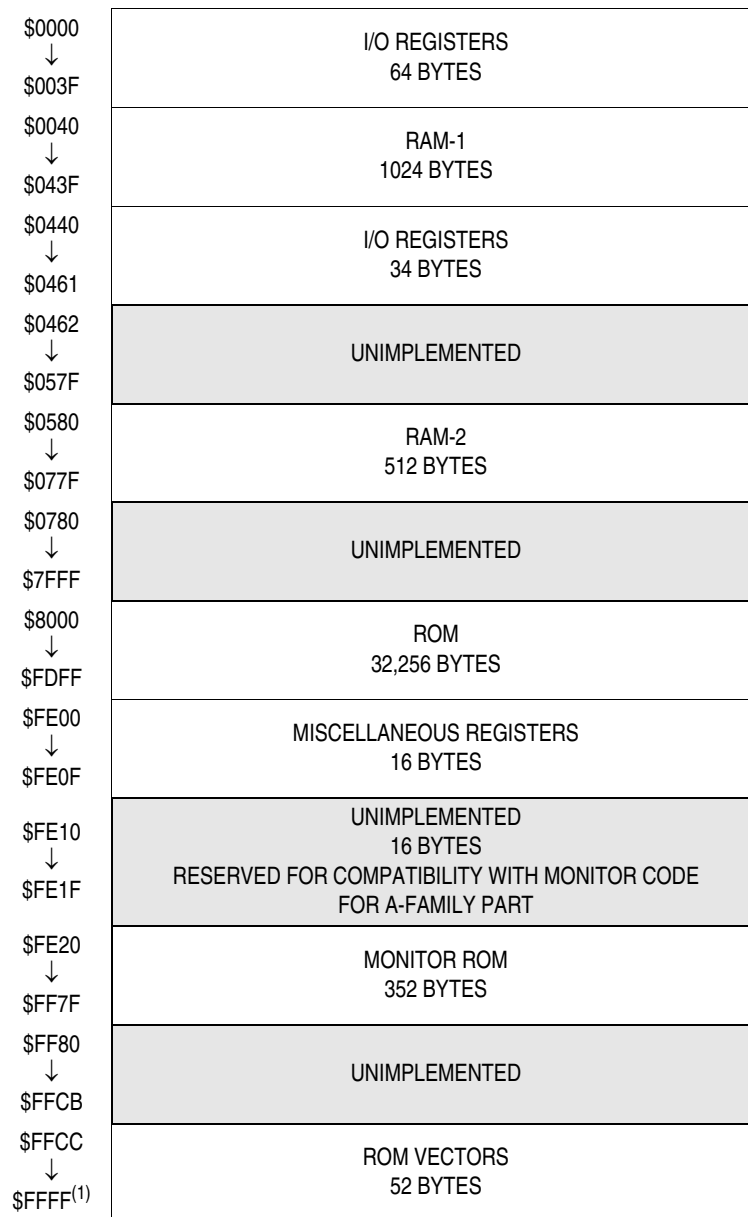 $0000
↓
$003F
I/O REGISTERS
64 BYTES
$0040
↓
$043F
RAM-1
1024 BYTES
$0440
↓
$0461
I/O REGISTERS
34 BYTES
$0462
↓
$057F
UNIMPLEMENTED
$0580
↓
$077F
RAM-2
512 BYTES
$0780
↓
$7FFF
UNIMPLEMENTED
$8000
↓
$FDFF
ROM
32,256 BYTES
$FE00
↓
$FE0F
MISCELLANEOUS REGISTERS
16 BYTES
$FE10
↓
$FE1F
UNIMPLEMENTED
16 BYTES
RESERVED FOR COMPATIBILITY WITH MONITOR CODE
FOR A-FAMILY PART
$FE20
↓
$FF7F
MONITOR ROM
352 BYTES
$FF80
↓
$FFCB
UNIMPLEMENTED
$FFCC
↓
$FFFF(1)
ROM VECTORS
52 BYTES